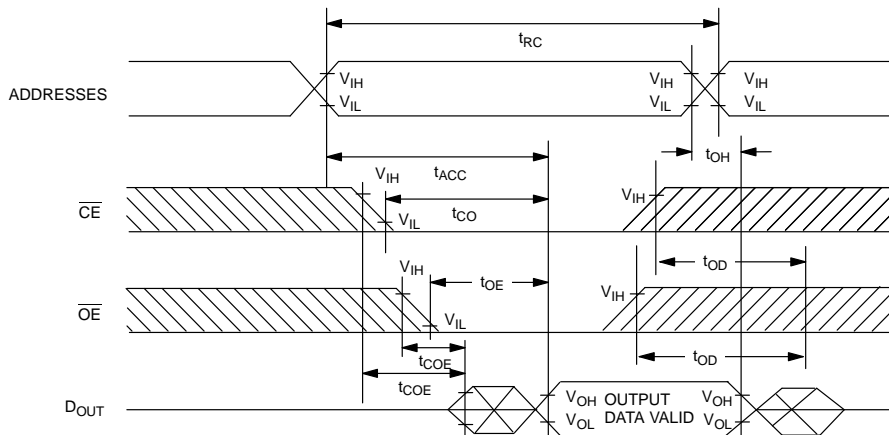 tRC
ADDRESSES
VIH
VIL
VIH
VIL
VIH
VIL
tOH
tACC
VIH
VIH
CE
tCO
VIL
tOD
VIH
tOE
VIH
OE
VIL
tCOE
tOD
tCOE
DOUT
VOH
VOL
OUTPUT
DATA VALID
VOH
VOL